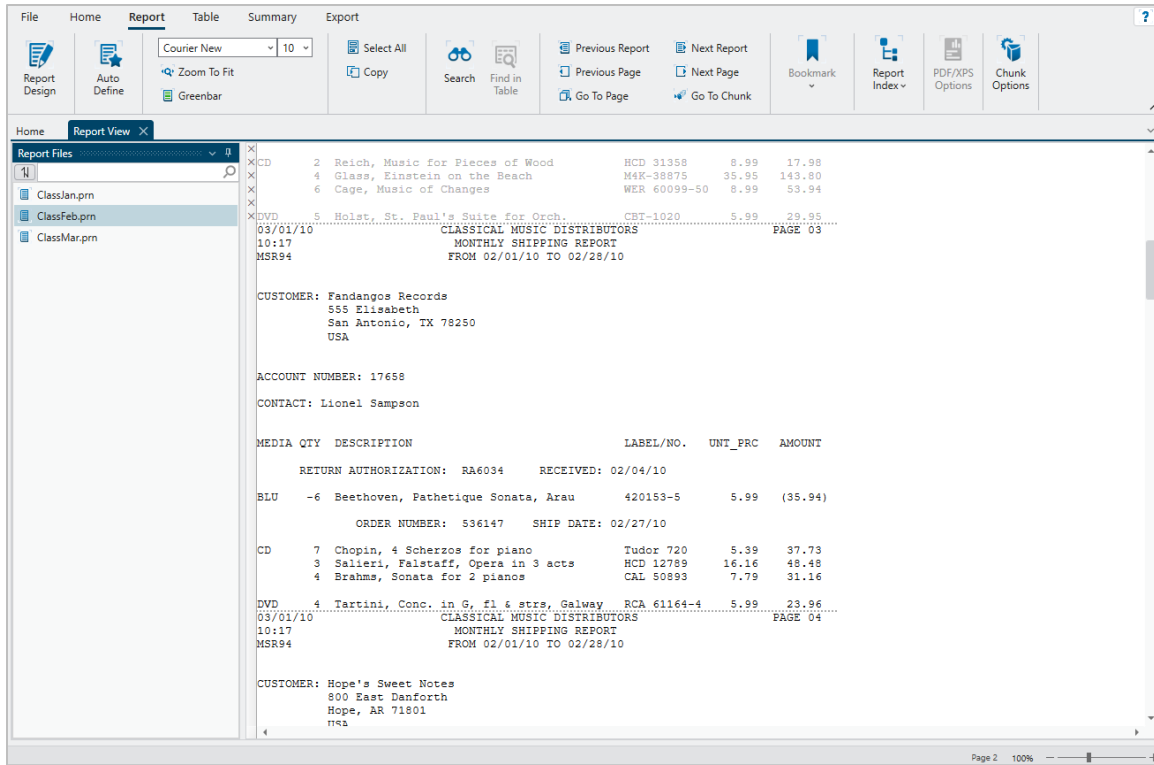 File Home Report Table Summary Export ?
Report Design
Auto Define
Courier New 10
Zoom To Fit
Greenbar
Select All
Copy
Search
Find in Table
Previous Report
Previous Page
Go To Page
Next Report
Next Page
Go To Chunk
Bookmark
Report Index
PDF/XPS Options
Chunk Options
Home Report View
Report Files
ClassJan.prn
ClassFeb.prn
ClassMar.prn
CD 2 Reich, Music for Pieces of Wood HCD 31358 8.99 17.98
4 Glass, Einstein on the Beach M4K-38875 35.95 143.80
6 Cage, Music of Changes WER 60099-50 8.99 53.94
DVD 5 Holst, St. Paul's Suite for Orch. CBT-1020 5.99 29.95
03/01/10 CLASSICAL MUSIC DISTRIBUTORS PAGE 03
10:17 MONTHLY SHIPPING REPORT
MSR94 FROM 02/01/10 TO 02/28/10
CUSTOMER: Fandangos Records
555 Elisabeth
San Antonio, TX 78250
USA
ACCOUNT NUMBER: 17658
CONTACT: Lionel Sampson
MEDIA QTY DESCRIPTION LABEL/NO. UNT_PRC AMOUNT
RETURN AUTHORIZATION: RA6034 RECEIVED: 02/04/10
BLU -6 Beethoven, Pathetique Sonata, Arau 420153-5 5.99 (35.94)
ORDER NUMBER: 536147 SHIP DATE: 02/27/10
CD 7 Chopin, 4 Scherzos for piano Tudor 720 5.39 37.73
3 Salieri, Falstaff, Opera in 3 acts HCD 12789 16.16 48.48
4 Brahms, Sonata for 2 pianos CAL 50893 7.79 31.16
DVD 4 Tartini, Conc. in G, fl & strs, Galway RCA 61164-4 5.99 23.96
03/01/10 CLASSICAL MUSIC DISTRIBUTORS PAGE 04
10:17 MONTHLY SHIPPING REPORT
MSR94 FROM 02/01/10 TO 02/28/10
CUSTOMER: Hope's Sweet Notes
800 East Danforth
Hope, AR 71801
USA
Page 2 100%